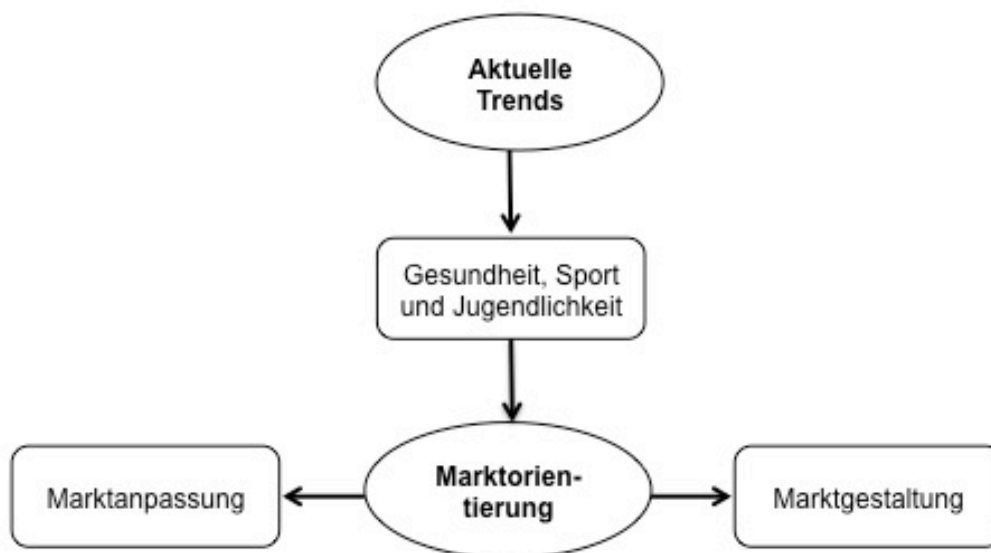 Aktuelle
Trends
Gesundheit, Sport
und Jugendlichkeit
Marktanpassung
Marktorien-
tierung
Marktgestaltung